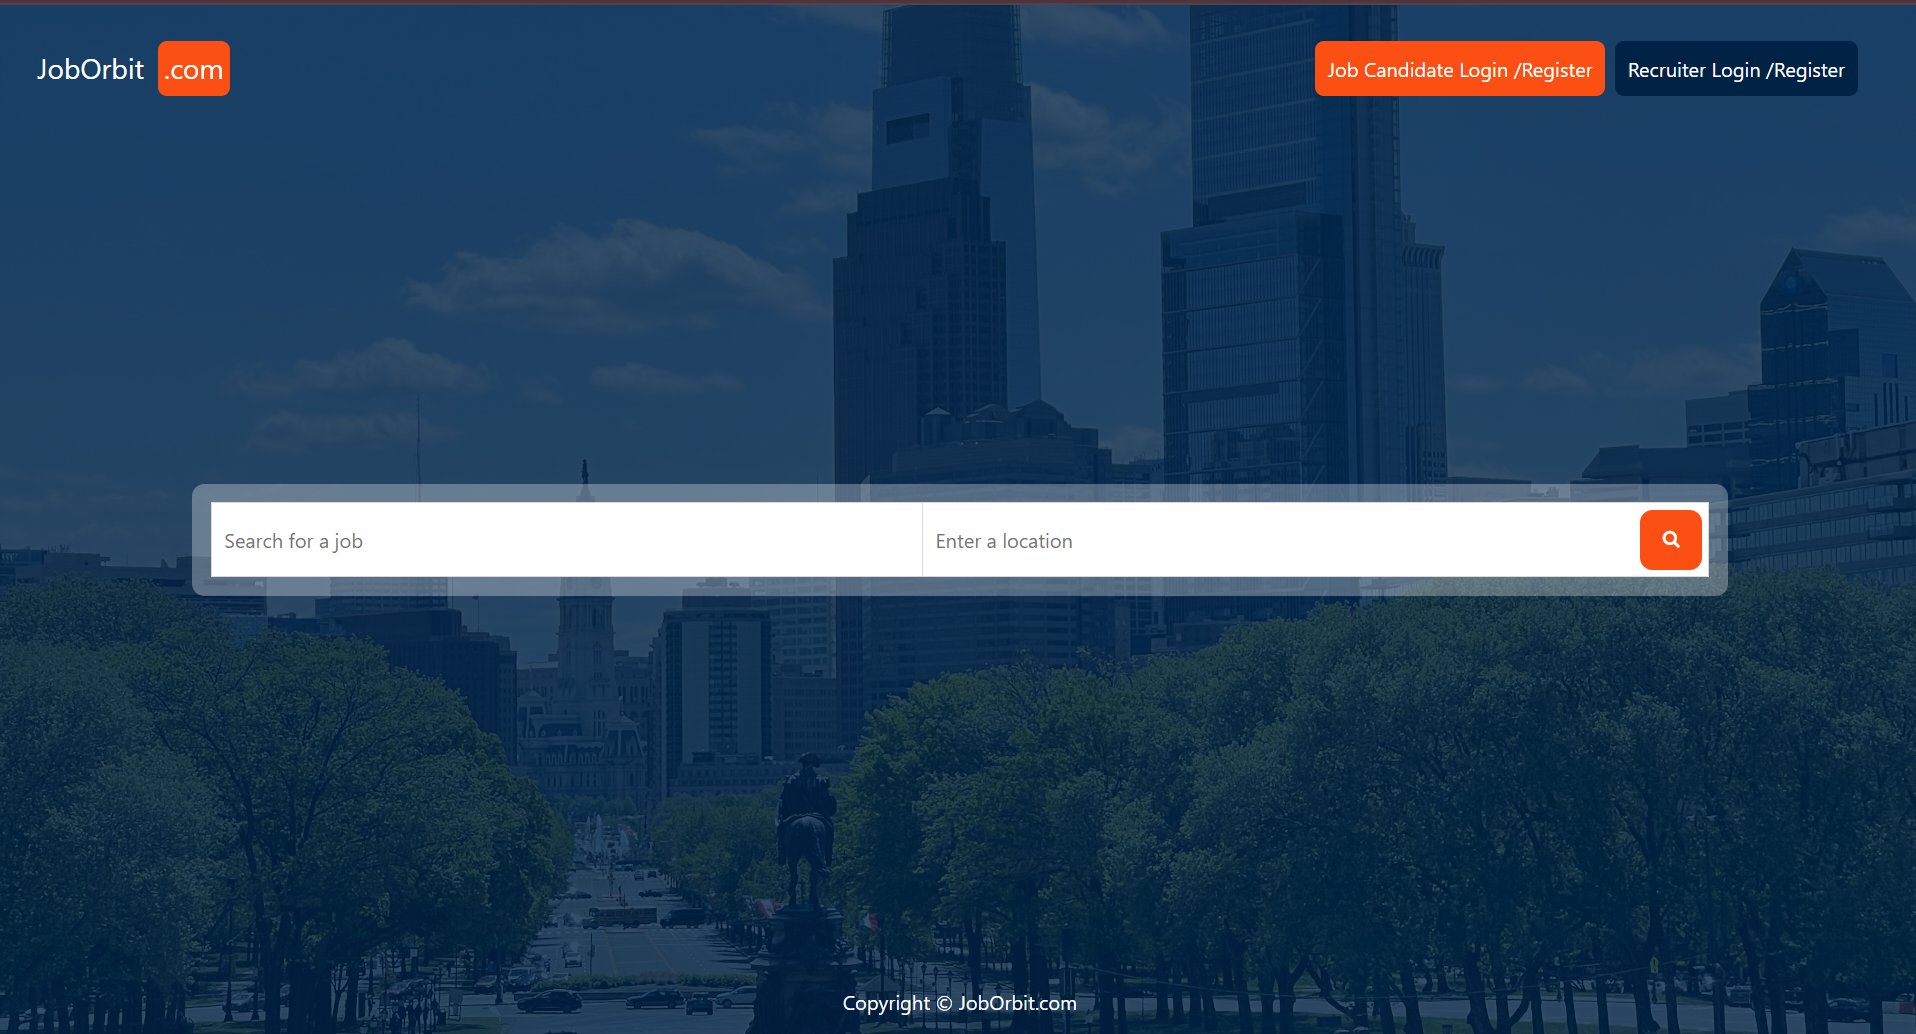 JobOrbit .com
Job Candidate Login /Register
Recruiter Login /Register
Search for a job
Enter a location
Copyright © JobOrbit.com